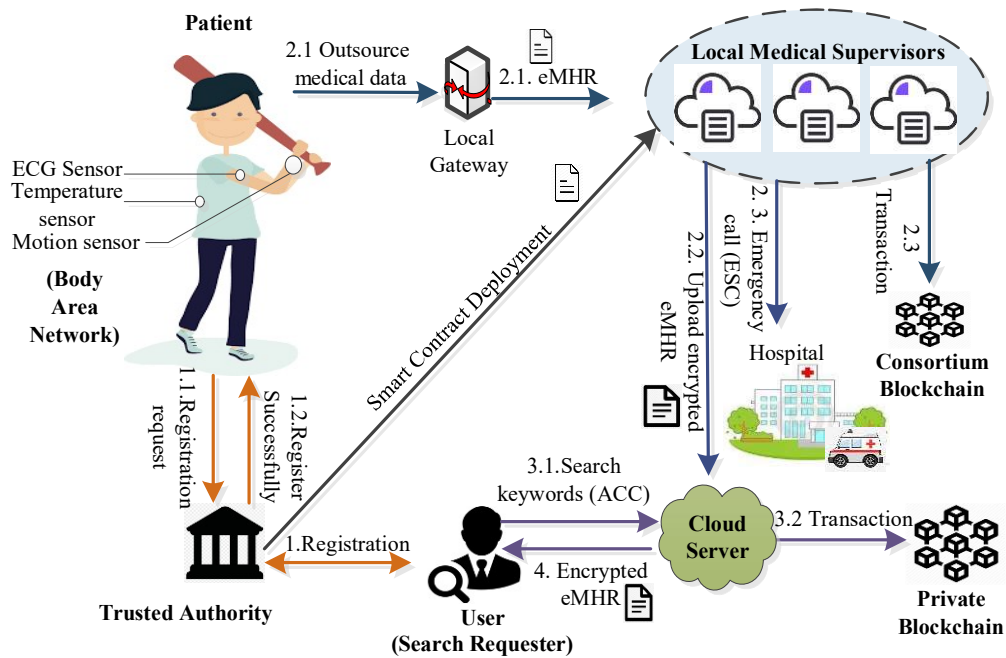 Patient
2.1 Outsource
medical data
2.1. eMHR
Local Medical Supervisors
Local
Gateway
ECG Sensor
Temperature
sensor
Motion sensor
(Body
Area
Network)
Smart Contract Deployment
2.2. Upload encrypted
eMHR
2. 3. Emergency
call (ESC)
2.3
Transaction
Hospital
Consortium
Blockchain
1.1.Registration
request
1.2.Register
Successfully
3.1.Search
keywords (ACC)
Cloud
Server
3.2 Transaction
1.Registration
4. Encrypted
eMHR
Trusted Authority
User
(Search Requester)
Private
Blockchain